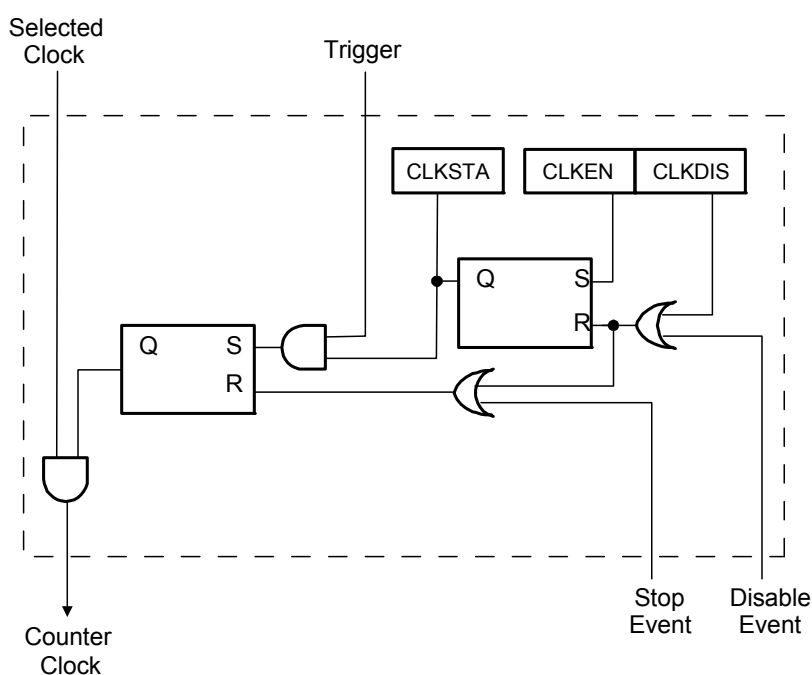 Selected
Clock
Trigger
CLKSTA
CLKEN
CLKDIS
Q
S
R
Q
S
R
Stop
Event
Disable
Event
Counter
Clock